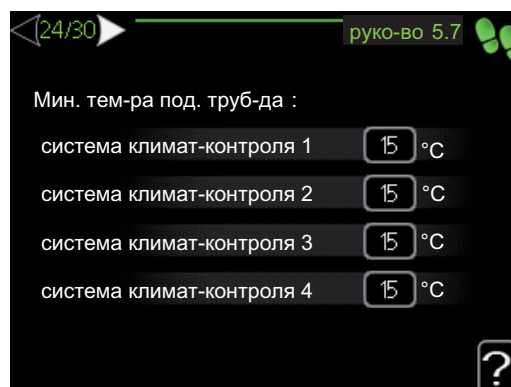 24/30 руко-во 5.7
Мин. тем-ра под. труб-да :
система климат-контроля 1 15 °C
система климат-контроля 2 15 °C
система климат-контроля 3 15 °C
система климат-контроля 4 15 °C
?